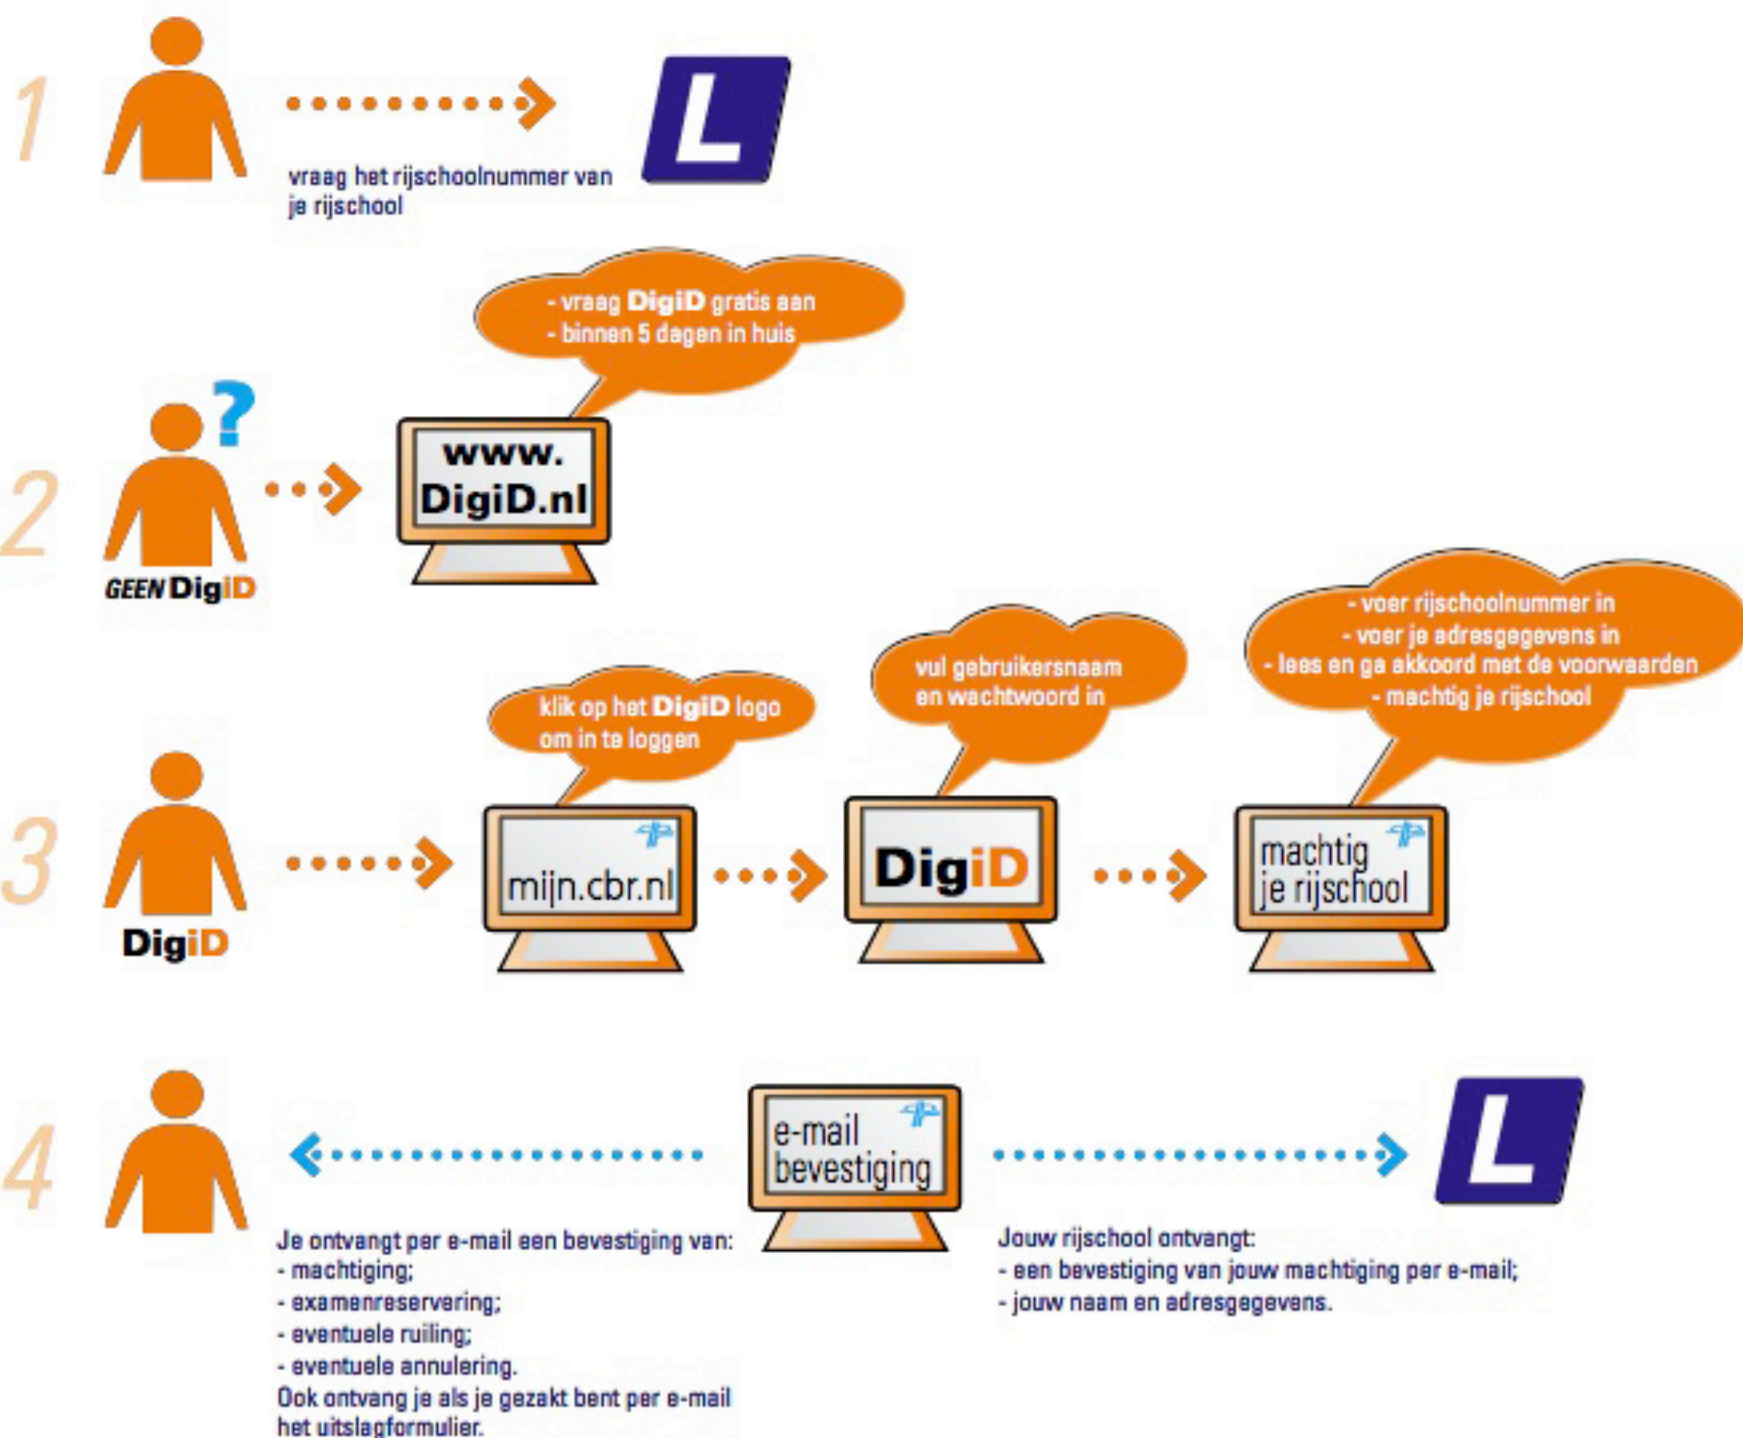 1
L
vraag het rijschoolnummer van
je rijschool
- vraag DigiD gratis aan
- binnen 5 dagen in huis
2
?
GEEN DigiD
www.
DigiD.nl
3
DigiD
klik op het DigiD logo
om in te loggen
mijn.cbr.nl
vul gebruikersnaam
en wachtwoord in
DigiD
- voer rijschoolnummer in
- voer je adresgegevens in
- lees en ga akkoord met de voorwaarden
- machtig je rijschool
machtig
je rijschool
4
e-mail
bevestiging
L
Je ontvangt per e-mail een bevestiging van:
- machtiging;
- examenreservering;
- eventuele ruiling;
- eventuele annulering.
Ook ontvang je als je gezakt bent per e-mail
het uitslagformulier.
Jouw rijschool ontvangt:
- een bevestiging van jouw machtiging per e-mail;
- jouw naam en adresgegevens.